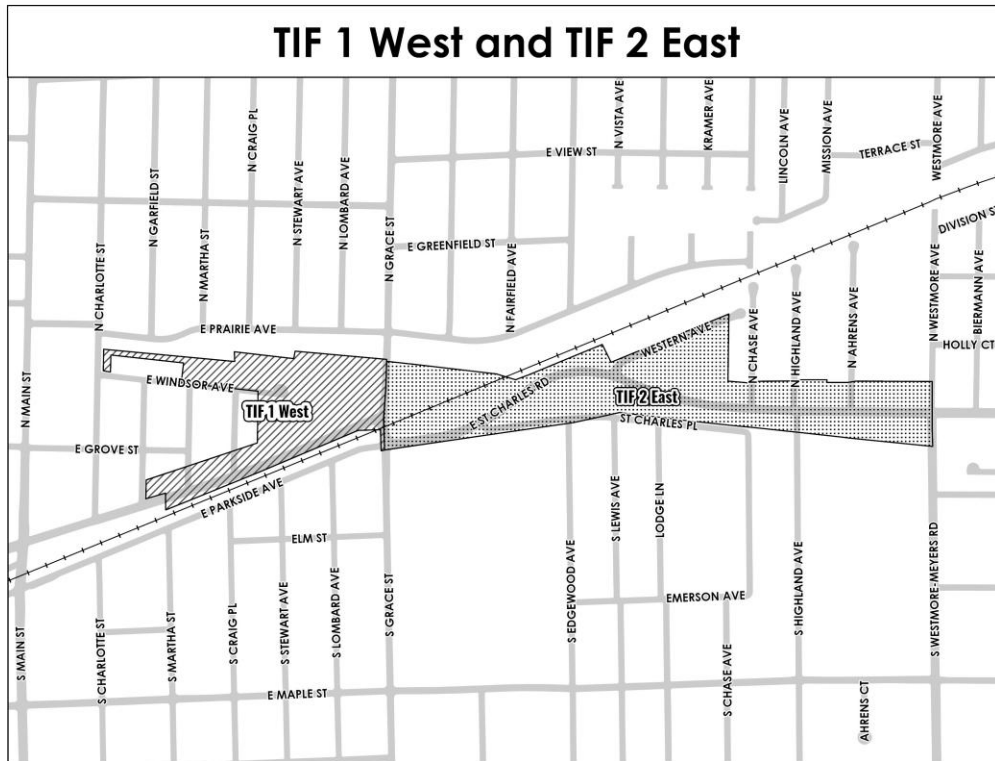 TIF 1 West and TIF 2 East
N VISTA AVE
KRAMER AVE
LINCOLN AVE
MISSION AVE
WESTMORE AVE
N CRAIG PL
E VIEW ST
TERRACE ST
N GARFIELD ST
N STEWART AVE
N LOMBARD AVE
N MARTHA ST
N CHARLOTTE ST
N GRACE ST
E GREENFIELD ST
N FAIRFIELD AVE
DIVISION S
N WESTMORE AVE
BIERMANN AVE
E PRAIRIE AVE
WESTERN AVE
N CHASE AVE
N HIGHLAND AVE
N AHRENS AVE
HOLLY CT
N MAIN ST
E WINDSOR AVE
TIF 1 West
E ST CHARLES RD
TIF 2 East
ST CHARLES PL
E GROVE ST
E PARKSIDE AVE
ELM ST
S LEWIS AVE
LODGE LN
S MAIN ST
S CHARLOTTE ST
S MARTHA ST
S CRAIG PL
S STEWART AVE
S LOMBARD AVE
S GRACE ST
S EDGEWOOD AVE
EMERSON AVE
S HIGHLAND AVE
S WESTMORE-MEYERS RD
E MAPLE ST
S CHASE AVE
AHRENS CT